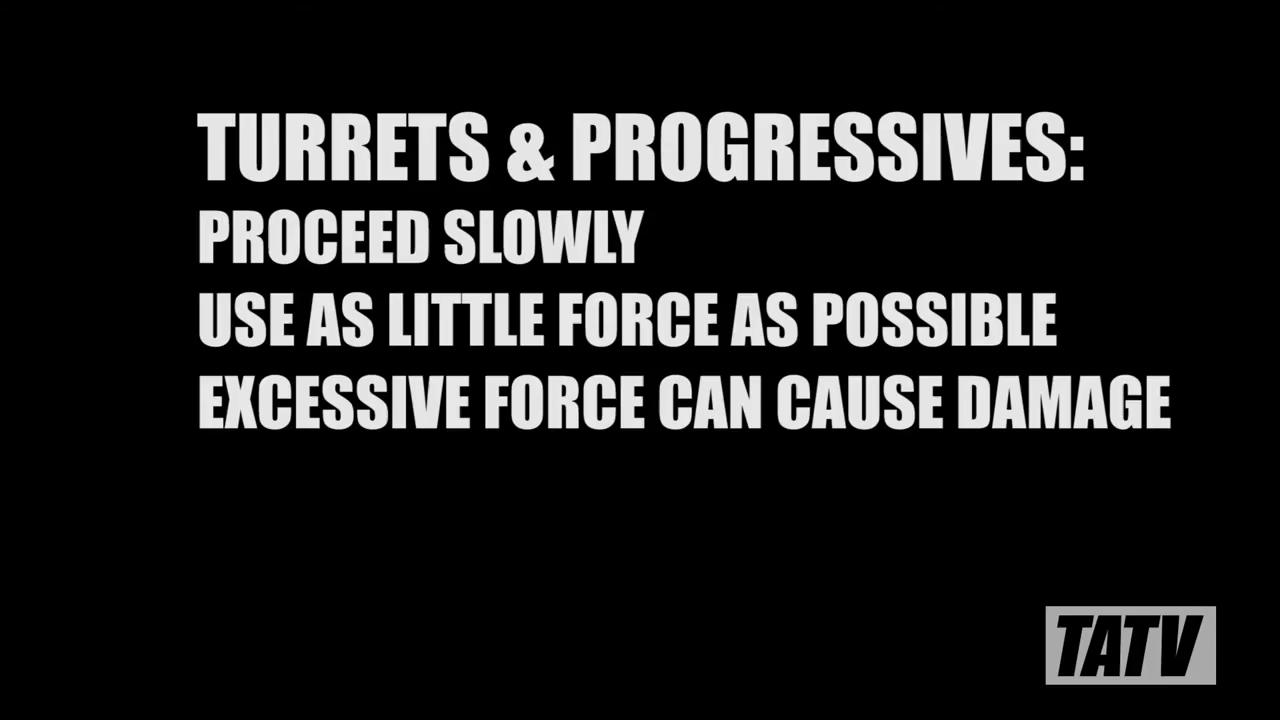 TURRETS & PROGRESSIVES:
PROCEED SLOWLY
USE AS LITTLE FORCE AS POSSIBLE
EXCESSIVE FORCE CAN CAUSE DAMAGE
TATV